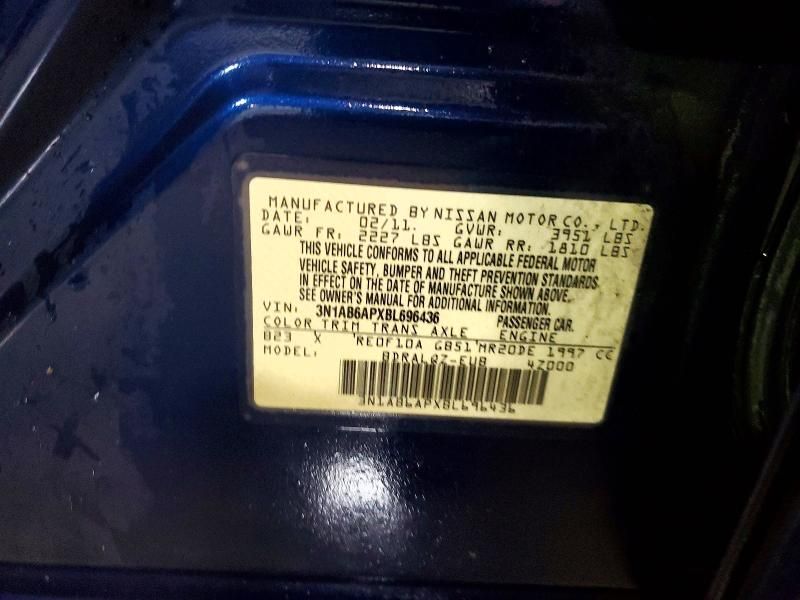 MANUFACTURED BY NISSAN MOTOR CO., LTD.
DATE: 02/11. GVWR: 3951 LBS
GAWR FR: 2227 LBS GAWR RR: 1810 LBS
THIS VEHICLE CONFORMS TO ALL APPLICABLE FEDERAL MOTOR
VEHICLE SAFETY, BUMPER AND THEFT PREVENTION STANDARDS
IN EFFECT ON THE DATE OF MANUFACTURE SHOWN ABOVE.
SEE OWNER'S MANUAL FOR ADDITIONAL INFORMATION.
VIN: 3N1AB6APXBL696436 PASSENGER CAR.
COLOR TRIM TRANS AXLE ENGINE
B23 X RE0F10A GB51 MR20DE 1997 CC
MODEL: BDRALQZ-EUB 4Z000
3N1AB6APXBL696436